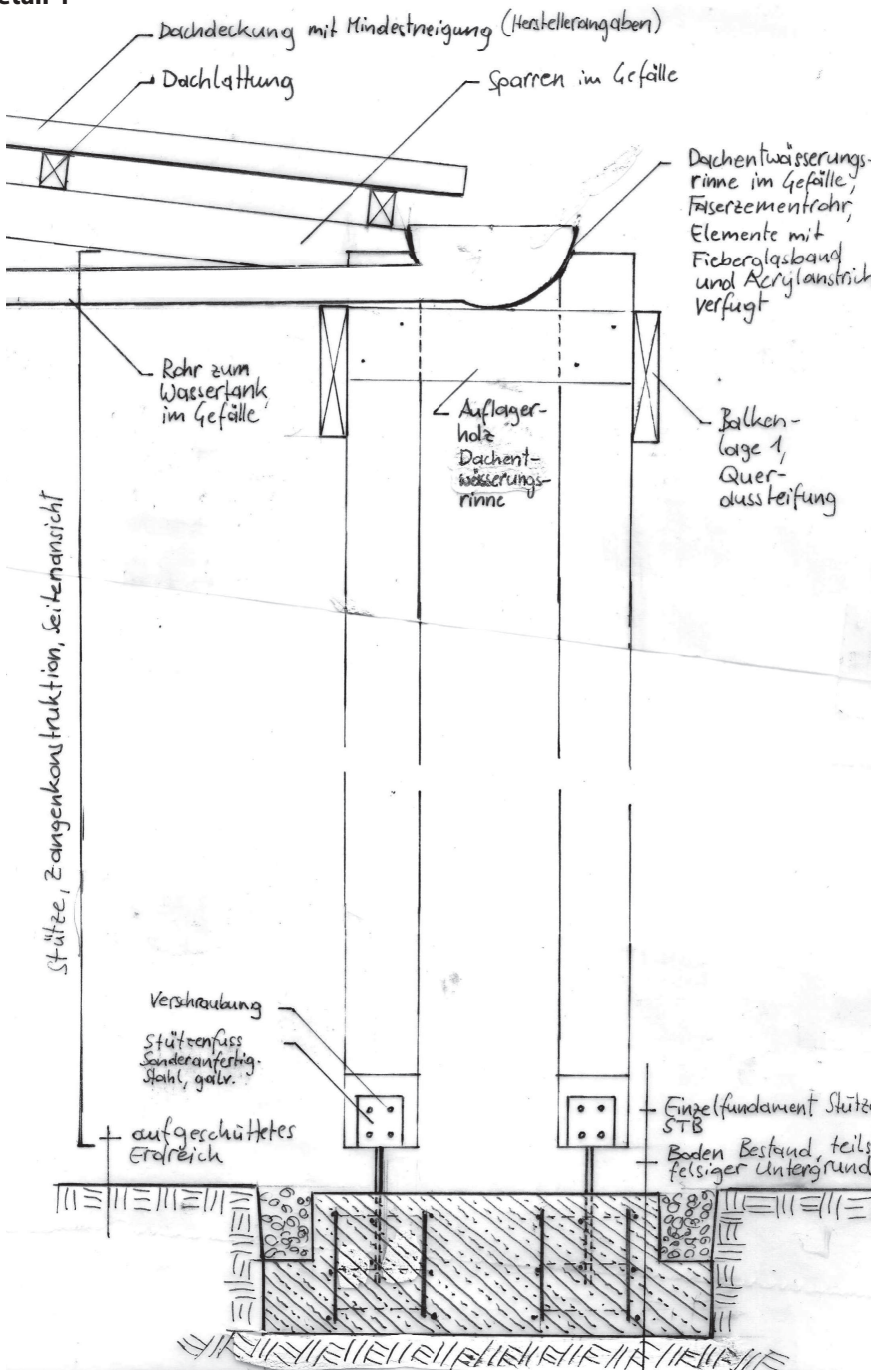 Dachdeckung mit Mindestneigung (Herstellerangaben)
Dachlattung
Sparren im Gefälle
Dachentwässerungs-
rinne im Gefälle,
Faserzementrohr,
Elemente mit
Fieberglasband
und Acrylanstrich
verfugt
Rohr zum
Wassertank
im Gefälle
Auflager-
holz
Dachent-
wässerungs-
rinne
Balken-
lage 1,
Quer-
aussteifung
Stütze, Zangenkonstruktion, Seitenansicht
Verschraubung
Stützenfuss
Sonderanfertig.
Stahl, galv.
aufgeschüttetes
Erdreich
Einzelfundament Stütze
STB
Boden Bestand, teils
felsiger Untergrund